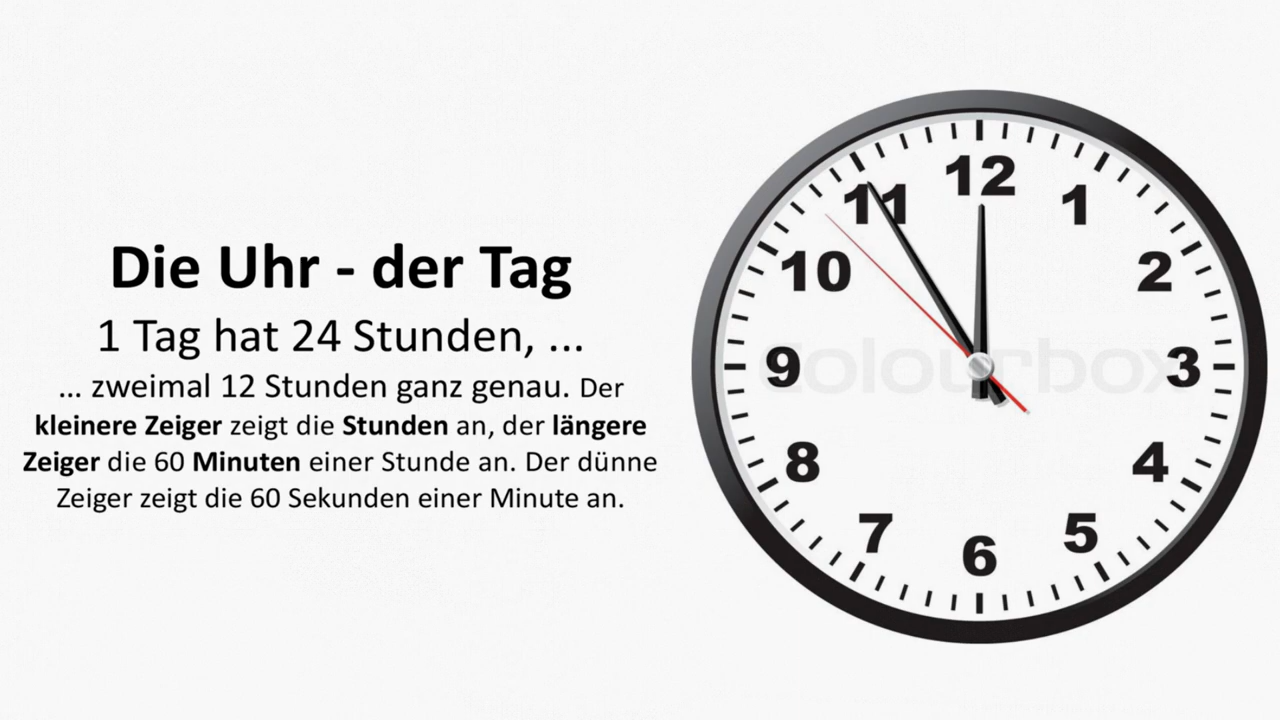 Die Uhr - der Tag
1 Tag hat 24 Stunden, ...
... zweimal 12 Stunden ganz genau. Der
kleinere Zeiger zeigt die Stunden an, der längere
Zeiger die 60 Minuten einer Stunde an. Der dünne
Zeiger zeigt die 60 Sekunden einer Minute an.
12
11
1
10
2
9
3
8
4
7
5
6
colourbox